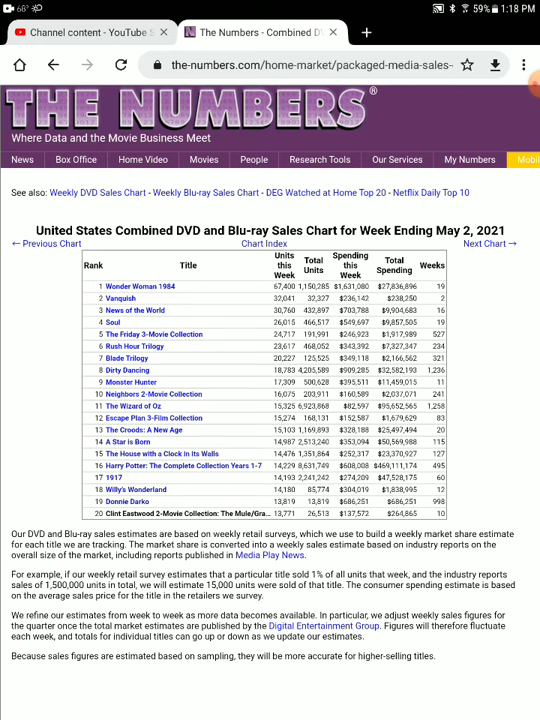 68° 59% 1:18 PM
Channel content - YouTube S × The Numbers - Combined D × +
the-numbers.com/home-market/packaged-media-sales-
THE NUMBERS®
Where Data and the Movie Business Meet
News Box Office Home Video Movies People Research Tools Our Services My Numbers Mobil
See also: Weekly DVD Sales Chart - Weekly Blu-ray Sales Chart - DEG Watched at Home Top 20 - Netflix Daily Top 10
United States Combined DVD and Blu-ray Sales Chart for Week Ending May 2, 2021
← Previous Chart Chart Index Next Chart →
Rank Title Units this Week Total Units Spending this Week Total Spending Weeks
1 Wonder Woman 1984 67,400 1,150,285 $1,631,080 $27,836,896 19
2 Vanquish 32,041 32,327 $236,142 $238,250 2
3 News of the World 30,760 432,897 $703,788 $9,904,683 16
4 Soul 26,015 466,517 $549,697 $9,857,505 19
5 The Friday 3-Movie Collection 24,717 191,991 $246,923 $1,917,989 527
6 Rush Hour Trilogy 23,617 468,052 $343,392 $7,327,347 234
7 Blade Trilogy 20,227 125,525 $349,118 $2,166,562 321
8 Dirty Dancing 18,783 4,205,589 $909,285 $32,582,193 1,236
9 Monster Hunter 17,309 500,628 $395,511 $11,459,015 11
10 Neighbors 2-Movie Collection 16,075 203,911 $160,589 $2,037,071 241
11 The Wizard of Oz 15,325 6,923,868 $82,597 $95,652,565 1,258
12 Escape Plan 3-Film Collection 15,274 168,131 $152,587 $1,679,629 83
13 The Croods: A New Age 15,103 1,169,893 $328,188 $25,497,494 20
14 A Star is Born 14,987 2,513,240 $353,094 $50,569,988 115
15 The House with a Clock in its Walls 14,476 1,351,864 $252,317 $23,370,927 127
16 Harry Potter: The Complete Collection Years 1-7 14,229 8,631,749 $608,008 $469,111,174 495
17 1917 14,193 2,241,242 $274,209 $47,528,175 60
18 Willy's Wonderland 14,180 85,774 $304,019 $1,838,995 12
19 Donnie Darko 13,819 13,819 $686,251 $686,251 998
20 Clint Eastwood 2-Movie Collection: The Mule/Gra... 13,771 26,513 $137,572 $264,865 10
Our DVD and Blu-ray sales estimates are based on weekly retail surveys, which we use to build a weekly market share estimate
for each title we are tracking. The market share is converted into a weekly sales estimate based on industry reports on the
overall size of the market, including reports published in Media Play News.
For example, if our weekly retail survey estimates that a particular title sold 1% of all units that week, and the industry reports
sales of 1,500,000 units in total, we will estimate 15,000 units were sold of that title. The consumer spending estimate is based
on the average sales price for the title in the retailers we survey.
We refine our estimates from week to week as more data becomes available. In particular, we adjust weekly sales figures for
the quarter once the total market estimates are published by the Digital Entertainment Group. Figures will therefore fluctuate
each week, and totals for individual titles can go up or down as we update our estimates.
Because sales figures are estimated based on sampling, they will be more accurate for higher-selling titles.